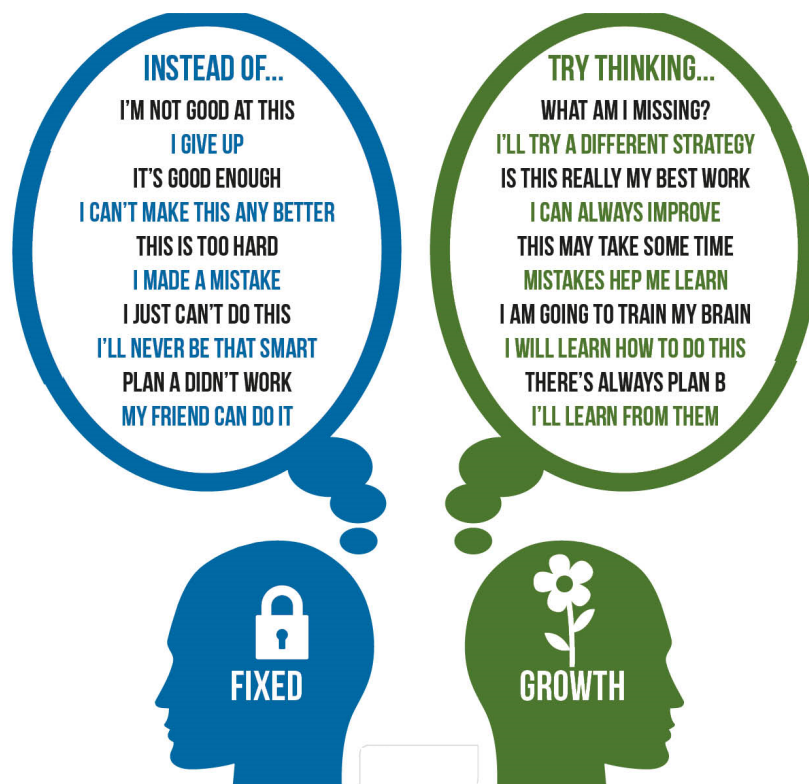 INSTEAD OF...
I'M NOT GOOD AT THIS
I GIVE UP
IT'S GOOD ENOUGH
I CAN'T MAKE THIS ANY BETTER
THIS IS TOO HARD
I MADE A MISTAKE
I JUST CAN'T DO THIS
I'LL NEVER BE THAT SMART
PLAN A DIDN'T WORK
MY FRIEND CAN DO IT
FIXED
TRY THINKING...
WHAT AM I MISSING?
I'LL TRY A DIFFERENT STRATEGY
IS THIS REALLY MY BEST WORK
I CAN ALWAYS IMPROVE
THIS MAY TAKE SOME TIME
MISTAKES HEP ME LEARN
I AM GOING TO TRAIN MY BRAIN
I WILL LEARN HOW TO DO THIS
THERE'S ALWAYS PLAN B
I'LL LEARN FROM THEM
GROWTH